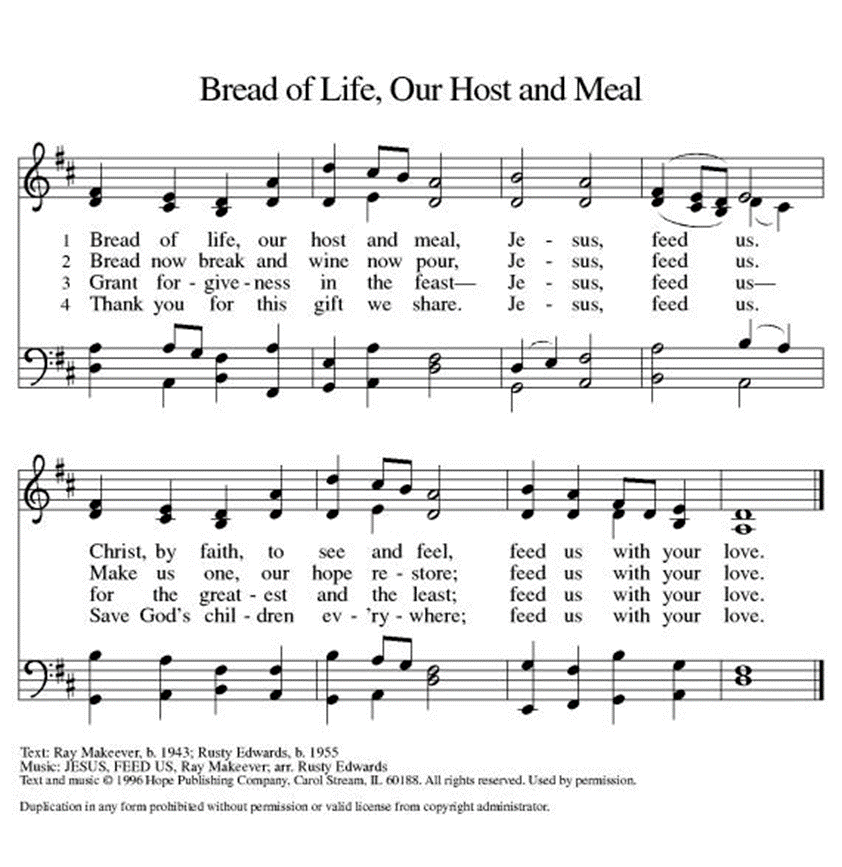 Bread of Life, Our Host and Meal
1 Bread of life, our host and meal, Je - sus, feed us.
2 Bread now break and wine now pour, Je - sus, feed us.
3 Grant for - give - ness in the feast— Je - sus, feed us—
4 Thank you for this gift we share. Je - sus, feed us.
Christ, by faith, to see and feel, feed us with your love.
Make us one, our hope re - store; feed us with your love.
for the great - est and the least; feed us with your love.
Save God's chil - dren ev - 'ry - where; feed us with your love.
Text: Ray Makeever, b. 1943; Rusty Edwards, b. 1955
Music: JESUS, FEED US, Ray Makeever; arr. Rusty Edwards
Text and music © 1996 Hope Publishing Company, Carol Stream, IL 60188. All rights reserved. Used by permission.
Duplication in any form prohibited without permission or valid license from copyright administrator.